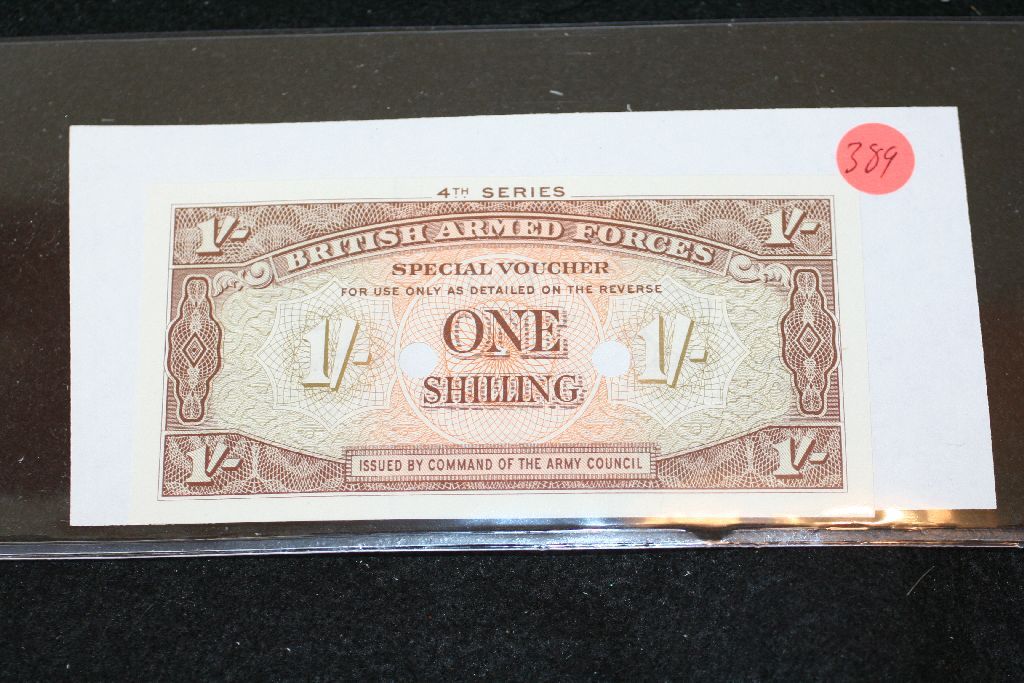 389
4TH SERIES
1/- 1/-
BRITISH ARMED FORCES
SPECIAL VOUCHER
FOR USE ONLY AS DETAILED ON THE REVERSE
1/- ONE 1/-
SHILLING
1/- 1/-
ISSUED BY COMMAND OF THE ARMY COUNCIL